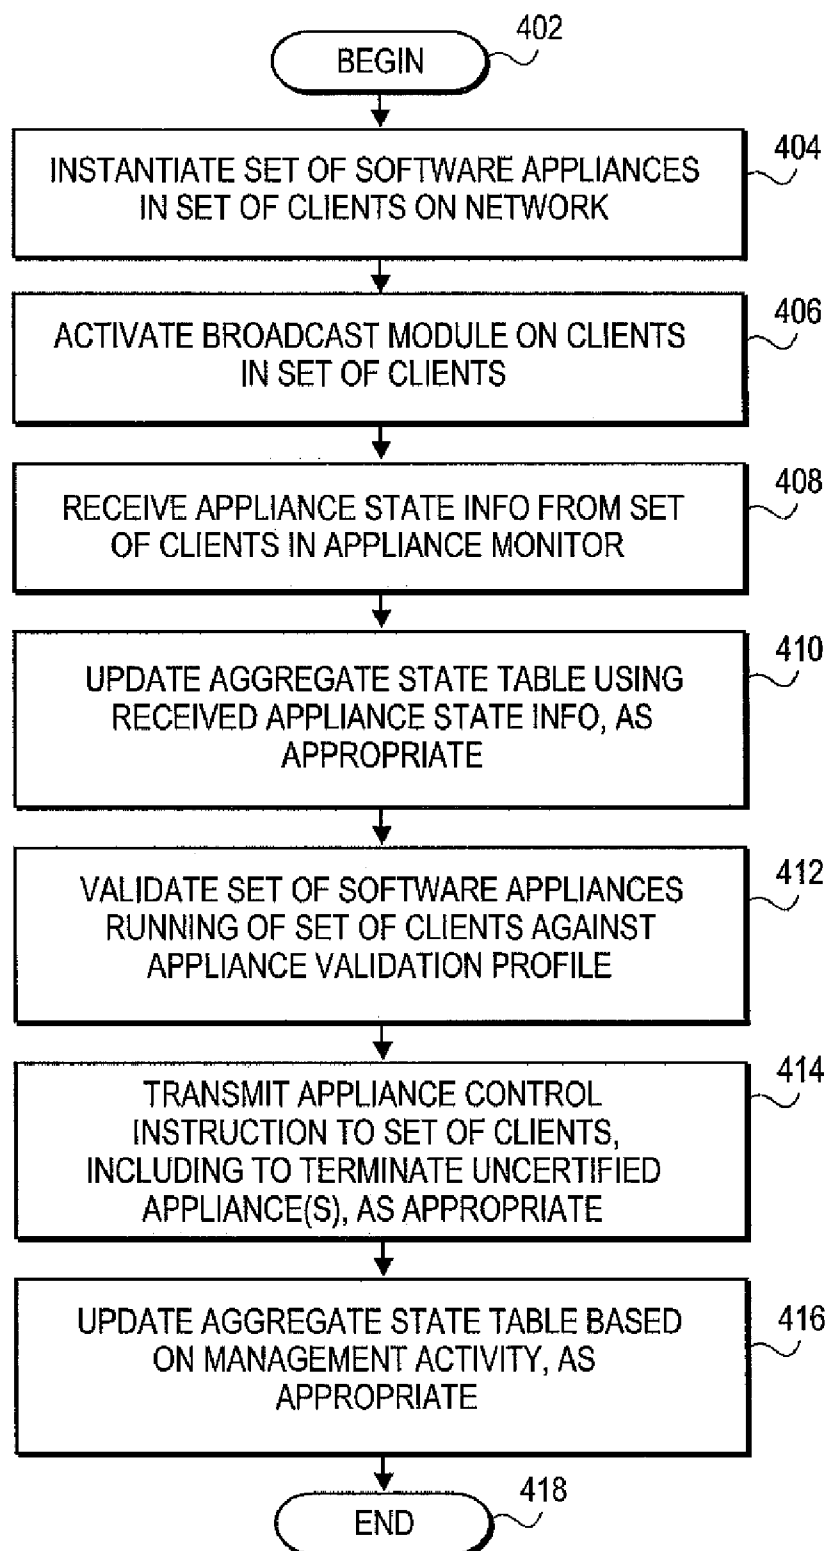 402
BEGIN
404
INSTANTIATE SET OF SOFTWARE APPLIANCES
IN SET OF CLIENTS ON NETWORK
406
ACTIVATE BROADCAST MODULE ON CLIENTS
IN SET OF CLIENTS
408
RECEIVE APPLIANCE STATE INFO FROM SET
OF CLIENTS IN APPLIANCE MONITOR
410
UPDATE AGGREGATE STATE TABLE USING
RECEIVED APPLIANCE STATE INFO, AS
APPROPRIATE
412
VALIDATE SET OF SOFTWARE APPLIANCES
RUNNING OF SET OF CLIENTS AGAINST
APPLIANCE VALIDATION PROFILE
414
TRANSMIT APPLIANCE CONTROL
INSTRUCTION TO SET OF CLIENTS,
INCLUDING TO TERMINATE UNCERTIFIED
APPLIANCE(S), AS APPROPRIATE
416
UPDATE AGGREGATE STATE TABLE BASED
ON MANAGEMENT ACTIVITY, AS
APPROPRIATE
418
END